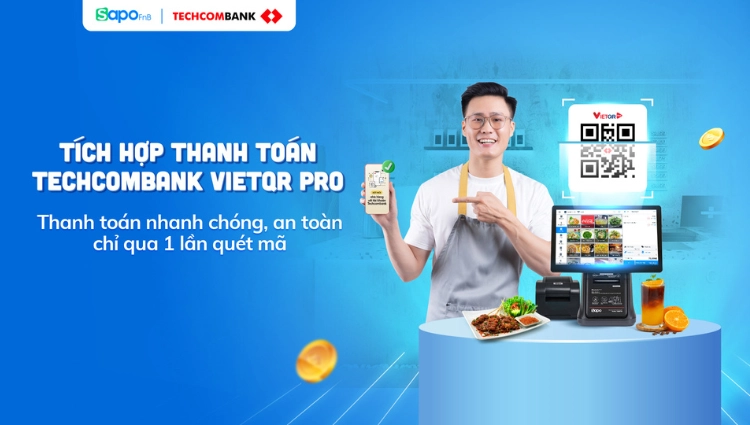 Sapo FnB
TECHCOMBANK
TÍCH HỢP THANH TOÁN
TECHCOMBANK VIETQR PRO
Thanh toán nhanh chóng, an toàn
chỉ qua 1 lần quét mã
VIETQR
Sapo